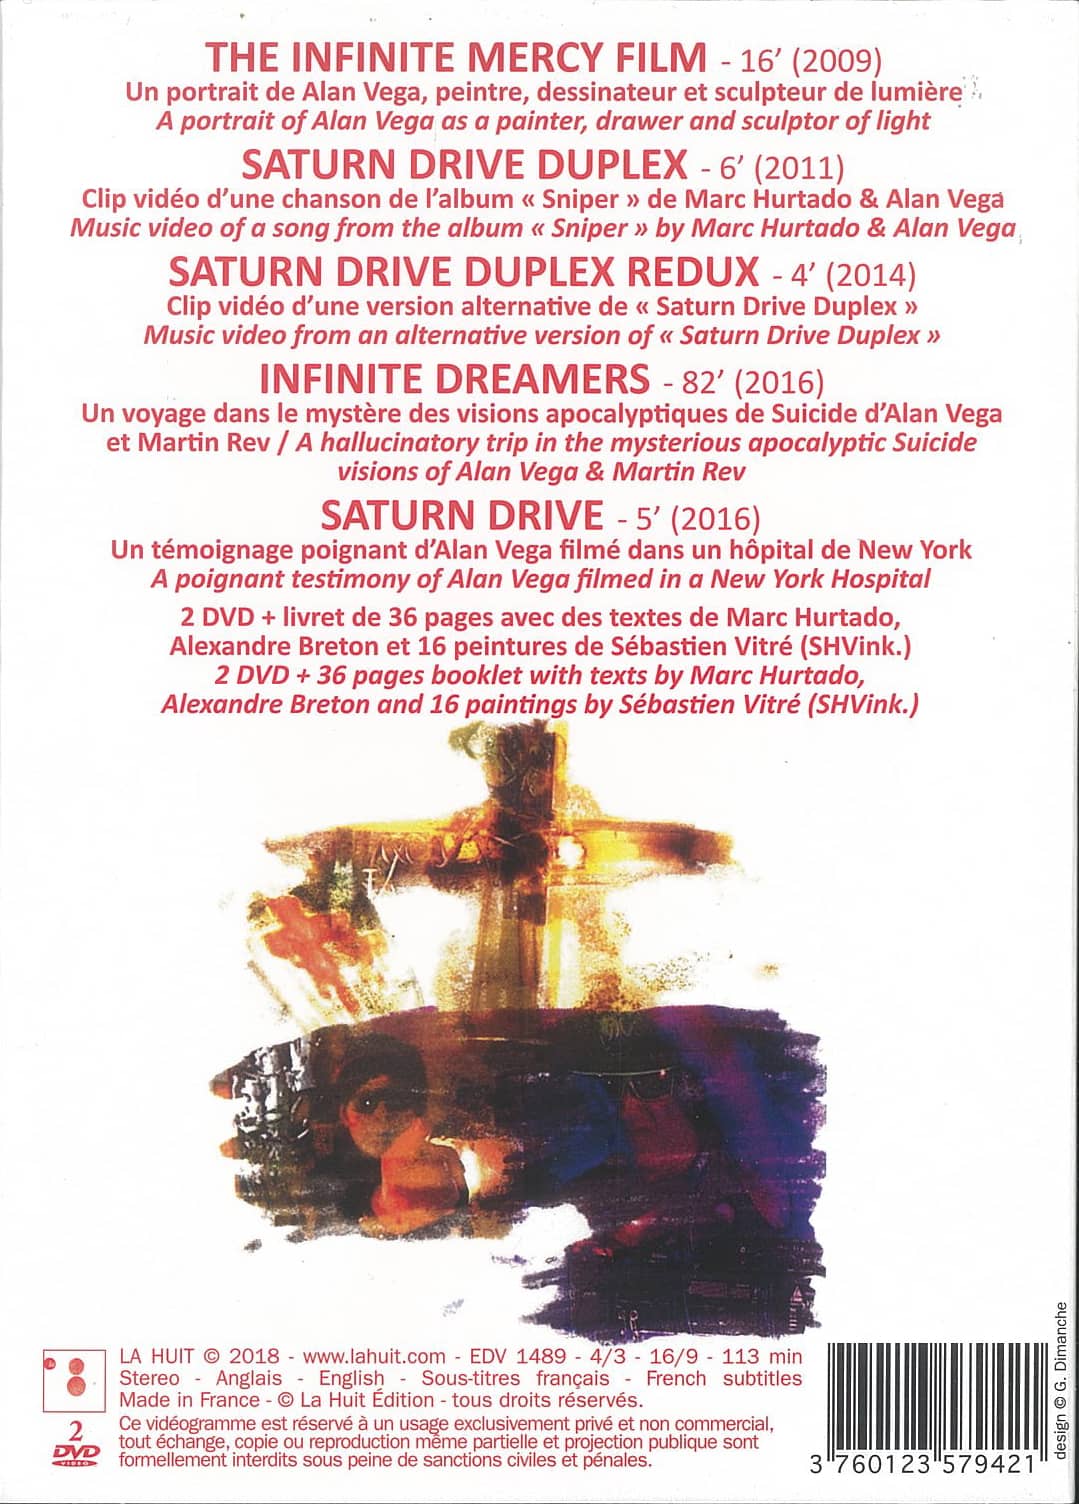 THE INFINITE MERCY FILM - 16’ (2009)
Un portrait de Alan Vega, peintre, dessinateur et sculpteur de lumière
A portrait of Alan Vega as a painter, drawer and sculptor of light
SATURN DRIVE DUPLEX - 6’ (2011)
Clip vidéo d’une chanson de l’album « Sniper » de Marc Hurtado & Alan Vega
Music video of a song from the album « Sniper » by Marc Hurtado & Alan Vega
SATURN DRIVE DUPLEX REDUX - 4’ (2014)
Clip vidéo d’une version alternative de « Saturn Drive Duplex »
Music video from an alternative version of « Saturn Drive Duplex »
INFINITE DREAMERS - 82’ (2016)
Un voyage dans le mystère des visions apocalyptiques de Suicide d’Alan Vega
et Martin Rev / A hallucinatory trip in the mysterious apocalyptic Suicide
visions of Alan Vega & Martin Rev
SATURN DRIVE - 5’ (2016)
Un témoignage poignant d’Alan Vega filmé dans un hôpital de New York
A poignant testimony of Alan Vega filmed in a New York Hospital
2 DVD + livret de 36 pages avec des textes de Marc Hurtado,
Alexandre Breton et 16 peintures de Sébastien Vitré (SHVink.)
2 DVD + 36 pages booklet with texts by Marc Hurtado,
Alexandre Breton and 16 paintings by Sébastien Vitré (SHVink.)
LA HUIT © 2018 - www.lahuit.com - EDV 1489 - 4/3 - 16/9 - 113 min
Stereo - Anglais - English - Sous-titres français - French subtitles
Made in France - © La Huit Édition - tous droits réservés.
Ce vidéogramme est réservé à un usage exclusivement privé et non commercial,
tout échange, copie ou reproduction même partielle et projection publique sont
formellement interdits sous peine de sanctions civiles et pénales.
2
DVD
VIDEO
3 760123 579421
design © G. Dimanche